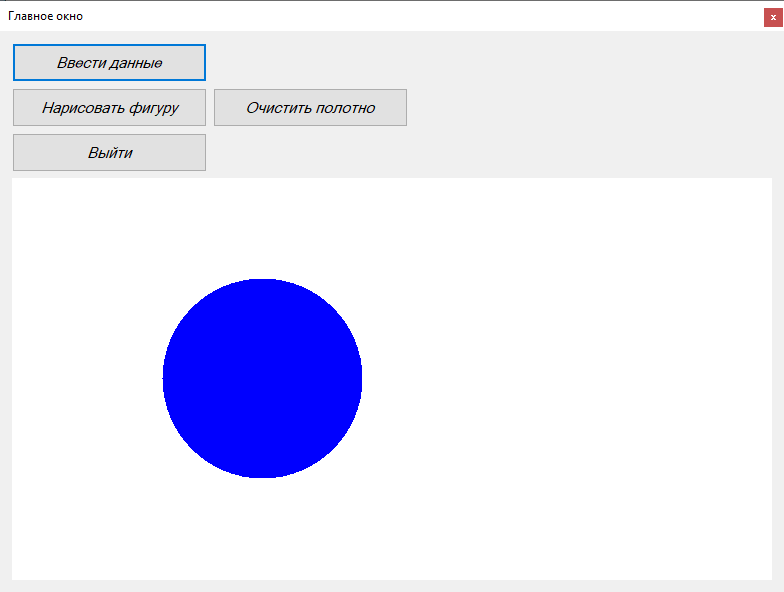 Главное окно
Ввести данные
Нарисовать фигуру
Очистить полотно
Выйти